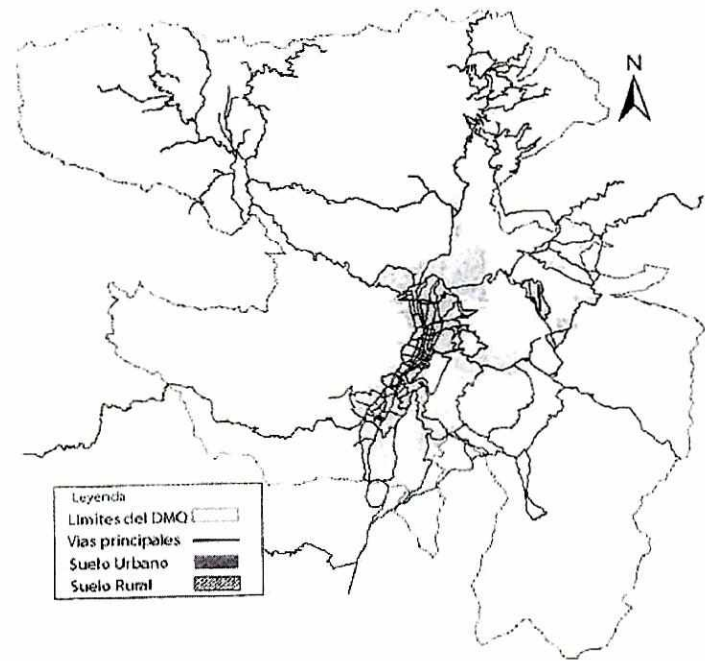 N
Leyenda
Limites del DMQ
Vias principales
Suelo Urbano
Suelo Rural